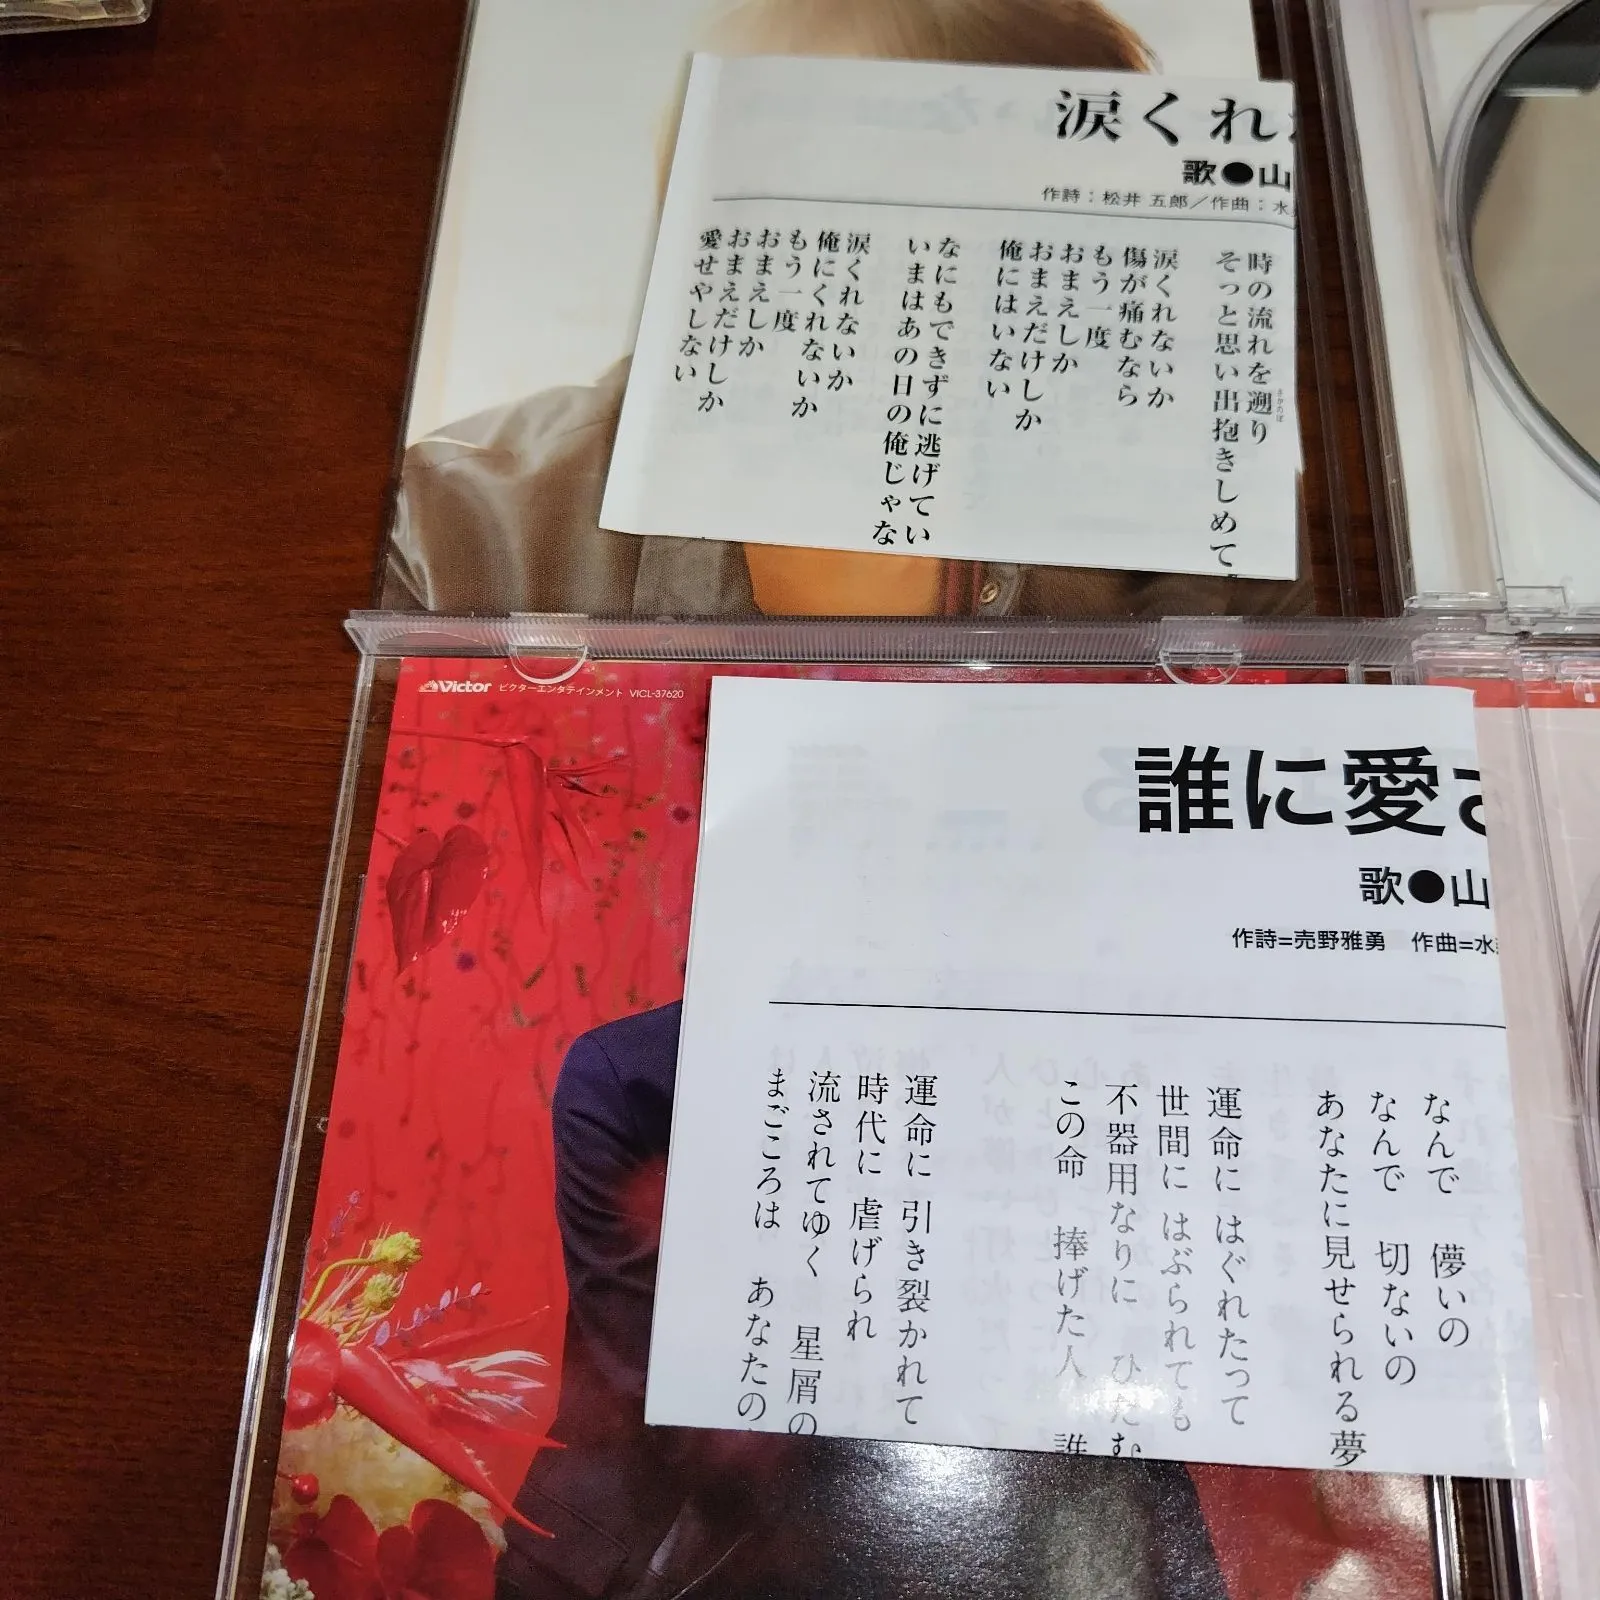 涙くれ
歌●山
作詩：松井 五郎／作曲：水
時の流れを遡り
さかのぼ
そっと思い出抱きしめて
涙くれないか
傷が痛むなら
もう一度
おまえしか
おまえだけしか
俺にはいない
なにもできずに逃げてい
いまはあの日の俺じゃな
涙くれないか
俺にくれないか
もう一度
おまえしか
おまえだけしか
愛せやしない
Victor ビクターエンタテインメント VICL-37620
誰に愛さ
歌●山
作詩=売野雅勇 作曲=水
なんで 儚いの
なんで 切ないの
あなたに見せられる夢
運命に はぐれたって
世間に はぶられても
不器用なりに ひたむ
この命 捧げた人 誰
運命に 引き裂かれて
時代に 虐げられ
流されてゆく 星屑の
まごころは あなたの